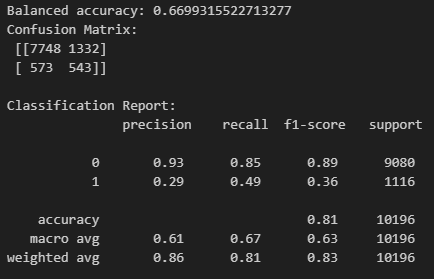 Balanced accuracy: 0.6699315522713277
Confusion Matrix:
[[7748 1332]
[ 573 543]]
Classification Report:
precision recall f1-score support
0 0.93 0.85 0.89 9080
1 0.29 0.49 0.36 1116
accuracy 0.81 10196
macro avg 0.61 0.67 0.63 10196
weighted avg 0.86 0.81 0.83 10196